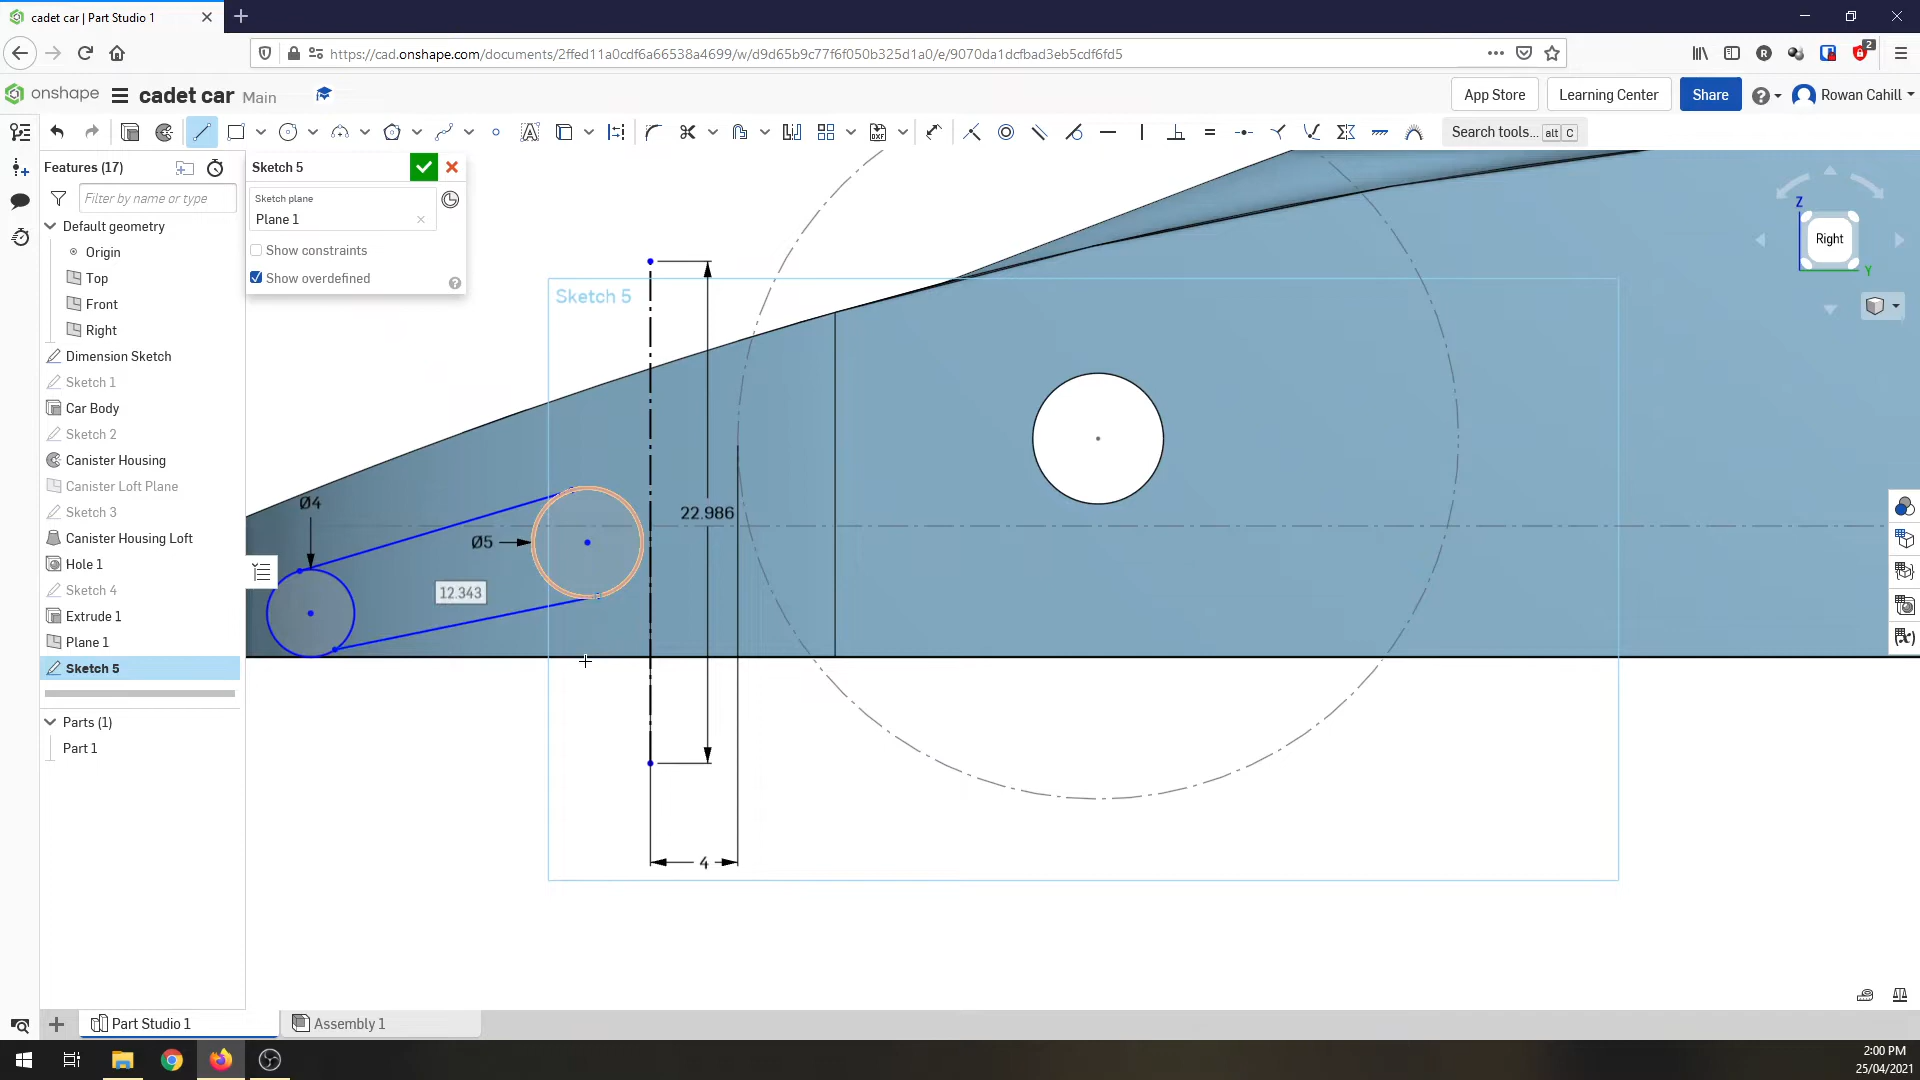 cadet car | Part Studio 1
https://cad.onshape.com/documents/2ffed11a0cdf6a66538a4699/w/d9d65b9c77f6f050b325d1a0/e/9070da1dcfbad3eb5cdf6fd5
2
onshape
cadet car Main
App Store
Learning Center
Share
Rowan Cahill
Search tools... alt C
Features (17)
Filter by name or type
Default geometry
Origin
Top
Front
Right
Dimension Sketch
Sketch 1
Car Body
Sketch 2
Canister Housing
Canister Loft Plane
Sketch 3
Canister Housing Loft
Hole 1
Sketch 4
Extrude 1
Plane 1
Sketch 5
Parts (1)
Part 1
Sketch 5
Sketch plane
Plane 1
Show constraints
Show overdefined
Sketch 5
Ø4
Ø5
12.343
22.986
4
Z
Right
Y
Part Studio 1
Assembly 1
2:00 PM
25/04/2021